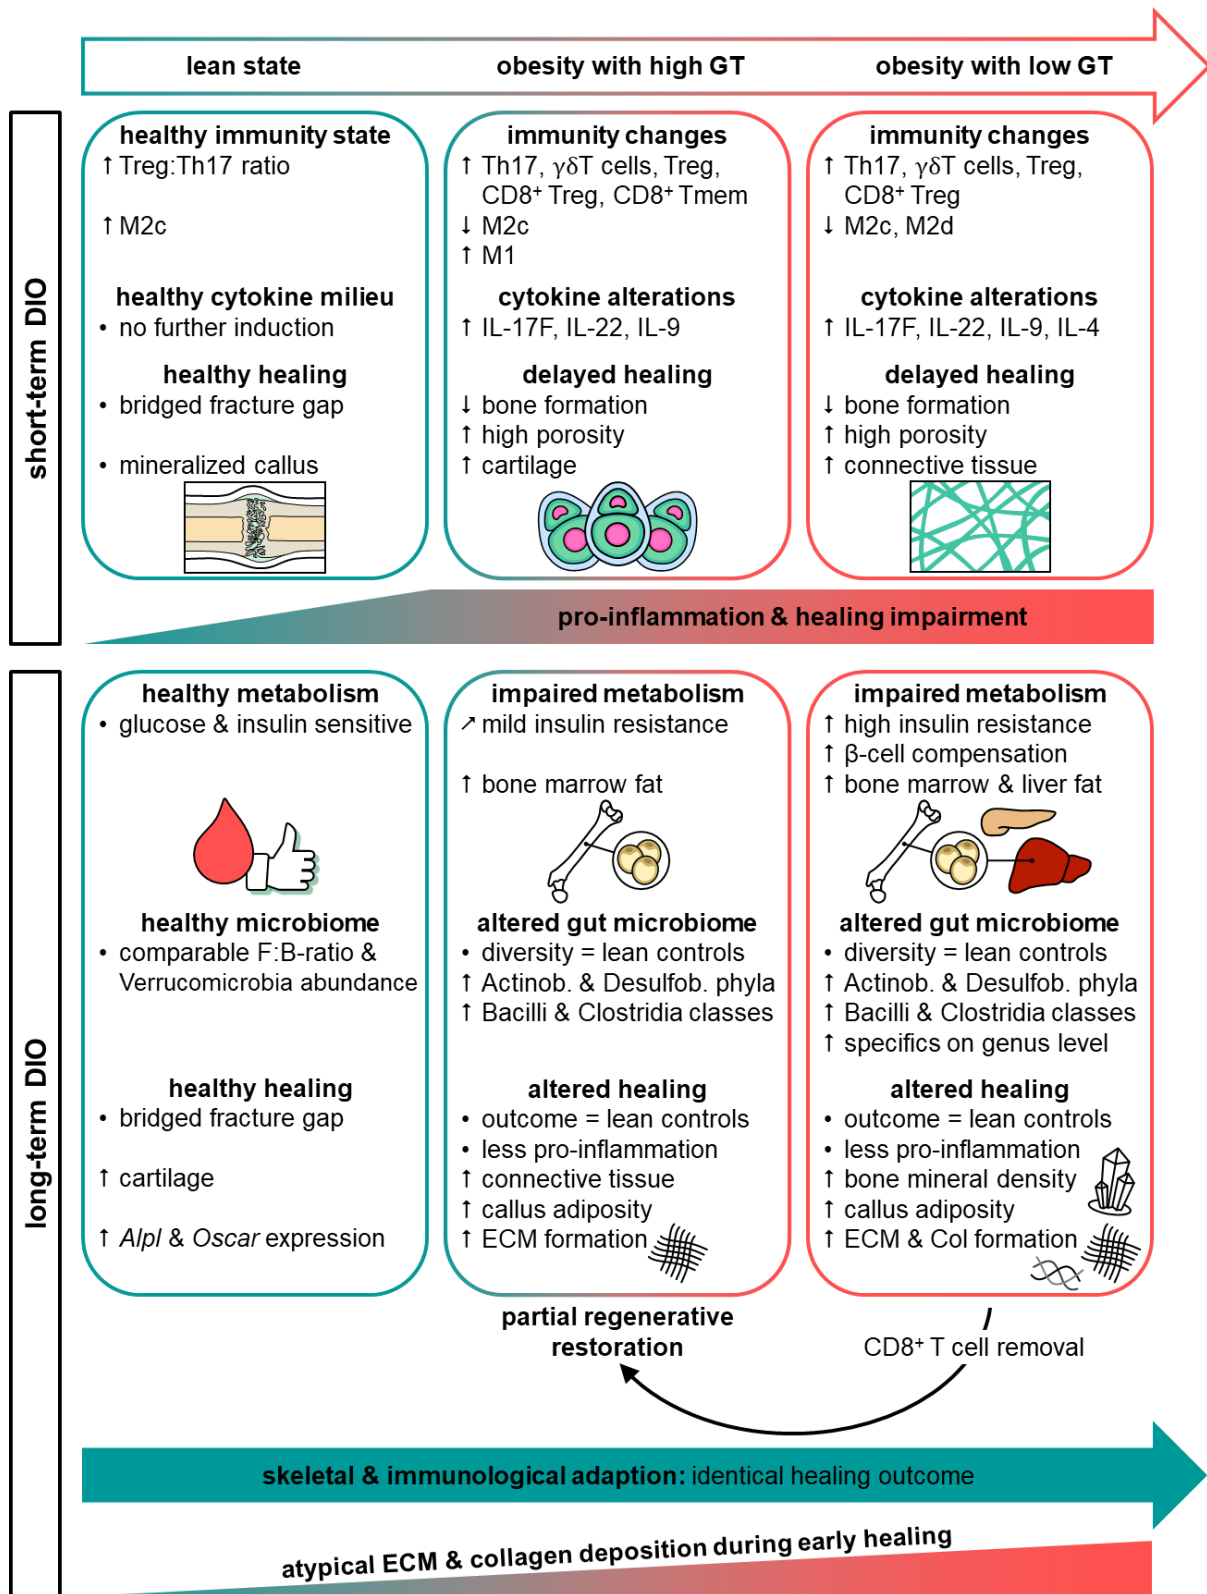 lean state
obesity with high GT
obesity with low GT
short-term DIO
healthy immunity state
↑ Treg:Th17 ratio
↑ M2c
healthy cytokine milieu
• no further induction
healthy healing
• bridged fracture gap
• mineralized callus
immunity changes
↑ Th17, γδT cells, Treg,
CD8⁺ Treg, CD8⁺ Tmem
↓ M2c
↑ M1
cytokine alterations
↑ IL-17F, IL-22, IL-9
delayed healing
↓ bone formation
↑ high porosity
↑ cartilage
immunity changes
↑ Th17, γδT cells, Treg,
CD8⁺ Treg
↓ M2c, M2d
cytokine alterations
↑ IL-17F, IL-22, IL-9, IL-4
delayed healing
↓ bone formation
↑ high porosity
↑ connective tissue
pro-inflammation & healing impairment
long-term DIO
healthy metabolism
• glucose & insulin sensitive
healthy microbiome
• comparable F:B-ratio &
Verrucomicrobia abundance
healthy healing
• bridged fracture gap
↑ cartilage
↑ Alpl & Oscar expression
impaired metabolism
↗ mild insulin resistance
↑ bone marrow fat
altered gut microbiome
• diversity = lean controls
↑ Actinob. & Desulfob. phyla
↑ Bacilli & Clostridia classes
altered healing
• outcome = lean controls
• less pro-inflammation
↑ connective tissue
↑ callus adiposity
↑ ECM formation
impaired metabolism
↑ high insulin resistance
↑ β-cell compensation
↑ bone marrow & liver fat
altered gut microbiome
• diversity = lean controls
↑ Actinob. & Desulfob. phyla
↑ Bacilli & Clostridia classes
↑ specifics on genus level
altered healing
• outcome = lean controls
• less pro-inflammation
↑ bone mineral density
↑ callus adiposity
↑ ECM & Col formation
partial regenerative
restoration
CD8⁺ T cell removal
skeletal & immunological adaption: identical healing outcome
atypical ECM & collagen deposition during early healing